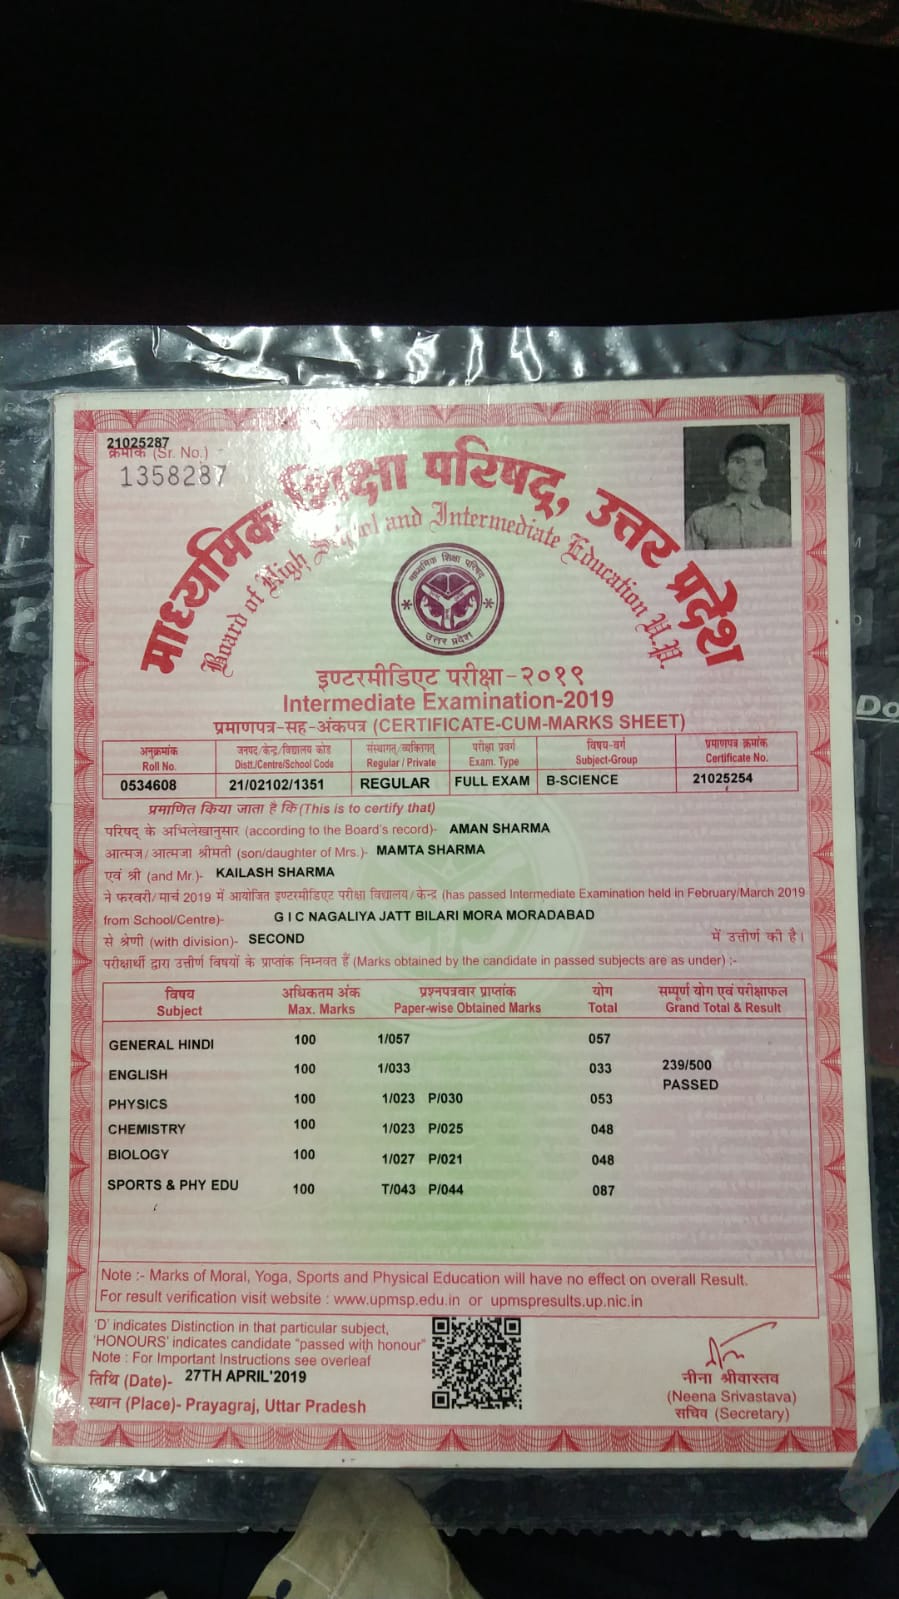 21025287
क्रमांक (Sr. No.)
1358287
माध्यमिक शिक्षा परिषद्, उत्तर प्रदेश
Board of High School and Intermediate Education U.P.
माध्यमिक शिक्षा परिषद्
उत्तर प्रदेश
इण्टरमीडिएट परीक्षा-२०१९
Intermediate Examination-2019
प्रमाणपत्र-सह-अंकपत्र (CERTIFICATE-CUM-MARKS SHEET)
अनुक्रमांक जनपद/केन्द्र/विद्यालय कोड संस्थागत/व्यक्तिगत परीक्षा प्रवर्ग विषय-वर्ग प्रमाणपत्र क्रमांक
Roll No. Distt./Centre/School Code Regular / Private Exam. Type Subject-Group Certificate No.
0534608 21/02102/1351 REGULAR FULL EXAM B-SCIENCE 21025254
प्रमाणित किया जाता है कि (This is to certify that)
परिषद के अभिलेखानुसार (according to the Board's record)- AMAN SHARMA
आत्मज/आत्मजा श्रीमती (son/daughter of Mrs.)- MAMTA SHARMA
एवं श्री (and Mr.)- KAILASH SHARMA
ने फरवरी/मार्च 2019 में आयोजित इण्टरमीडिएट परीक्षा विद्यालय/केन्द्र (has passed Intermediate Examination held in February/March 2019
from School/Centre)- G I C NAGALIYA JATT BILARI MORA MORADABAD
से श्रेणी (with division)- SECOND में उत्तीर्ण की है।
परीक्षार्थी द्वारा उत्तीर्ण विषयों के प्राप्तांक निम्नवत हैं (Marks obtained by the candidate in passed subjects are as under) :-
विषय अधिकतम अंक प्रश्नपत्रवार प्राप्तांक योग सम्पूर्ण योग एवं परीक्षाफल
Subject Max. Marks Paper-wise Obtained Marks Total Grand Total & Result
GENERAL HINDI 100 1/057 057
ENGLISH 100 1/033 033 239/500
PASSED
PHYSICS 100 1/023 P/030 053
CHEMISTRY 100 1/023 P/025 048
BIOLOGY 100 1/027 P/021 048
SPORTS & PHY EDU 100 T/043 P/044 087
Note :- Marks of Moral, Yoga, Sports and Physical Education will have no effect on overall Result.
For result verification visit website : www.upmsp.edu.in or upmspresults.up.nic.in
'D' indicates Distinction in that particular subject,
'HONOURS' indicates candidate "passed with honour"
Note : For Important Instructions see overleaf
तिथि (Date)- 27TH APRIL'2019
स्थान (Place)- Prayagraj, Uttar Pradesh
नीना श्रीवास्तव
(Neena Srivastava)
सचिव (Secretary)
Do